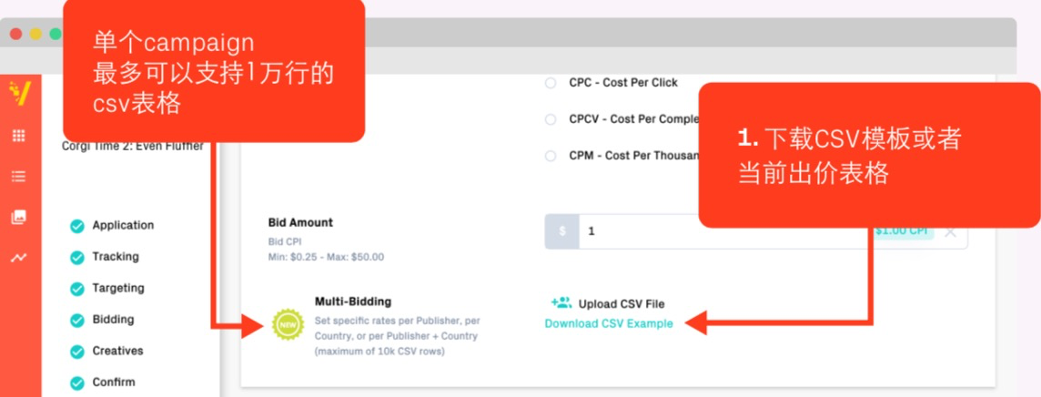 单个campaign
最多可以支持1万行的
csv表格
CPC - Cost Per Click
CPCV - Cost Per Comple
CPM - Cost Per Thousan
1. 下载CSV模板或者
当前出价表格
Corgi Time 2: Even Fluffier
Application
Tracking
Targeting
Bidding
Creatives
Confirm
Bid Amount
Bid CPI
Min: $0.25 - Max: $50.00
$ 1
$1.00 CPI
Multi-Bidding
NEW
Set specific rates per Publisher, per
Country, or per Publisher + Country
(maximum of 10k CSV rows)
Upload CSV File
Download CSV Example